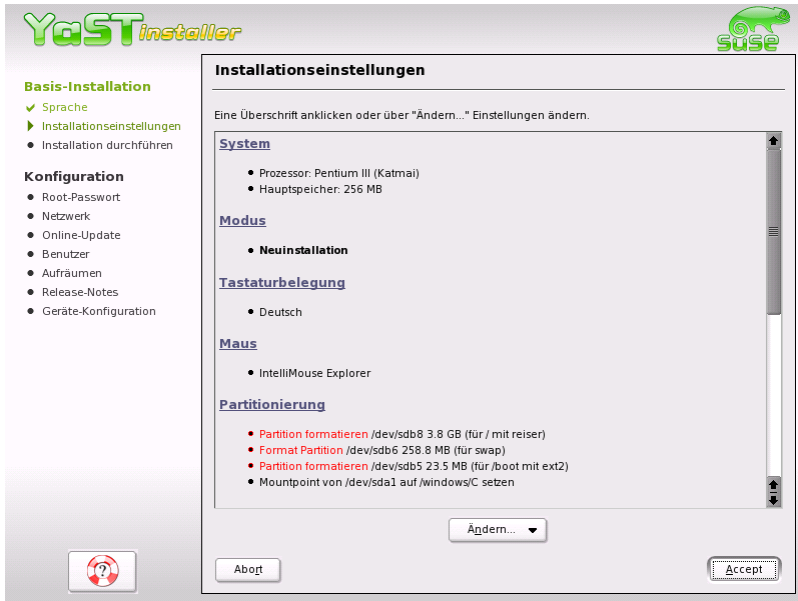 YaST installer
SUSE
Basis-Installation
Sprache
Installationseinstellungen
Installation durchführen
Konfiguration
Root-Passwort
Netzwerk
Online-Update
Benutzer
Aufräumen
Release-Notes
Geräte-Konfiguration
Installationseinstellungen
Eine Überschrift anklicken oder über "Ändern..." Einstellungen ändern.
System
Prozessor: Pentium III (Katmai)
Hauptspeicher: 256 MB
Modus
Neuinstallation
Tastaturbelegung
Deutsch
Maus
IntelliMouse Explorer
Partitionierung
Partition formatieren /dev/sdb8 3.8 GB (für / mit reiser)
Format Partition /dev/sdb6 258.8 MB (für swap)
Partition formatieren /dev/sdb5 23.5 MB (für /boot mit ext2)
Mountpoint von /dev/sda1 auf /windows/C setzen
Ändern...
?
Abort
Accept